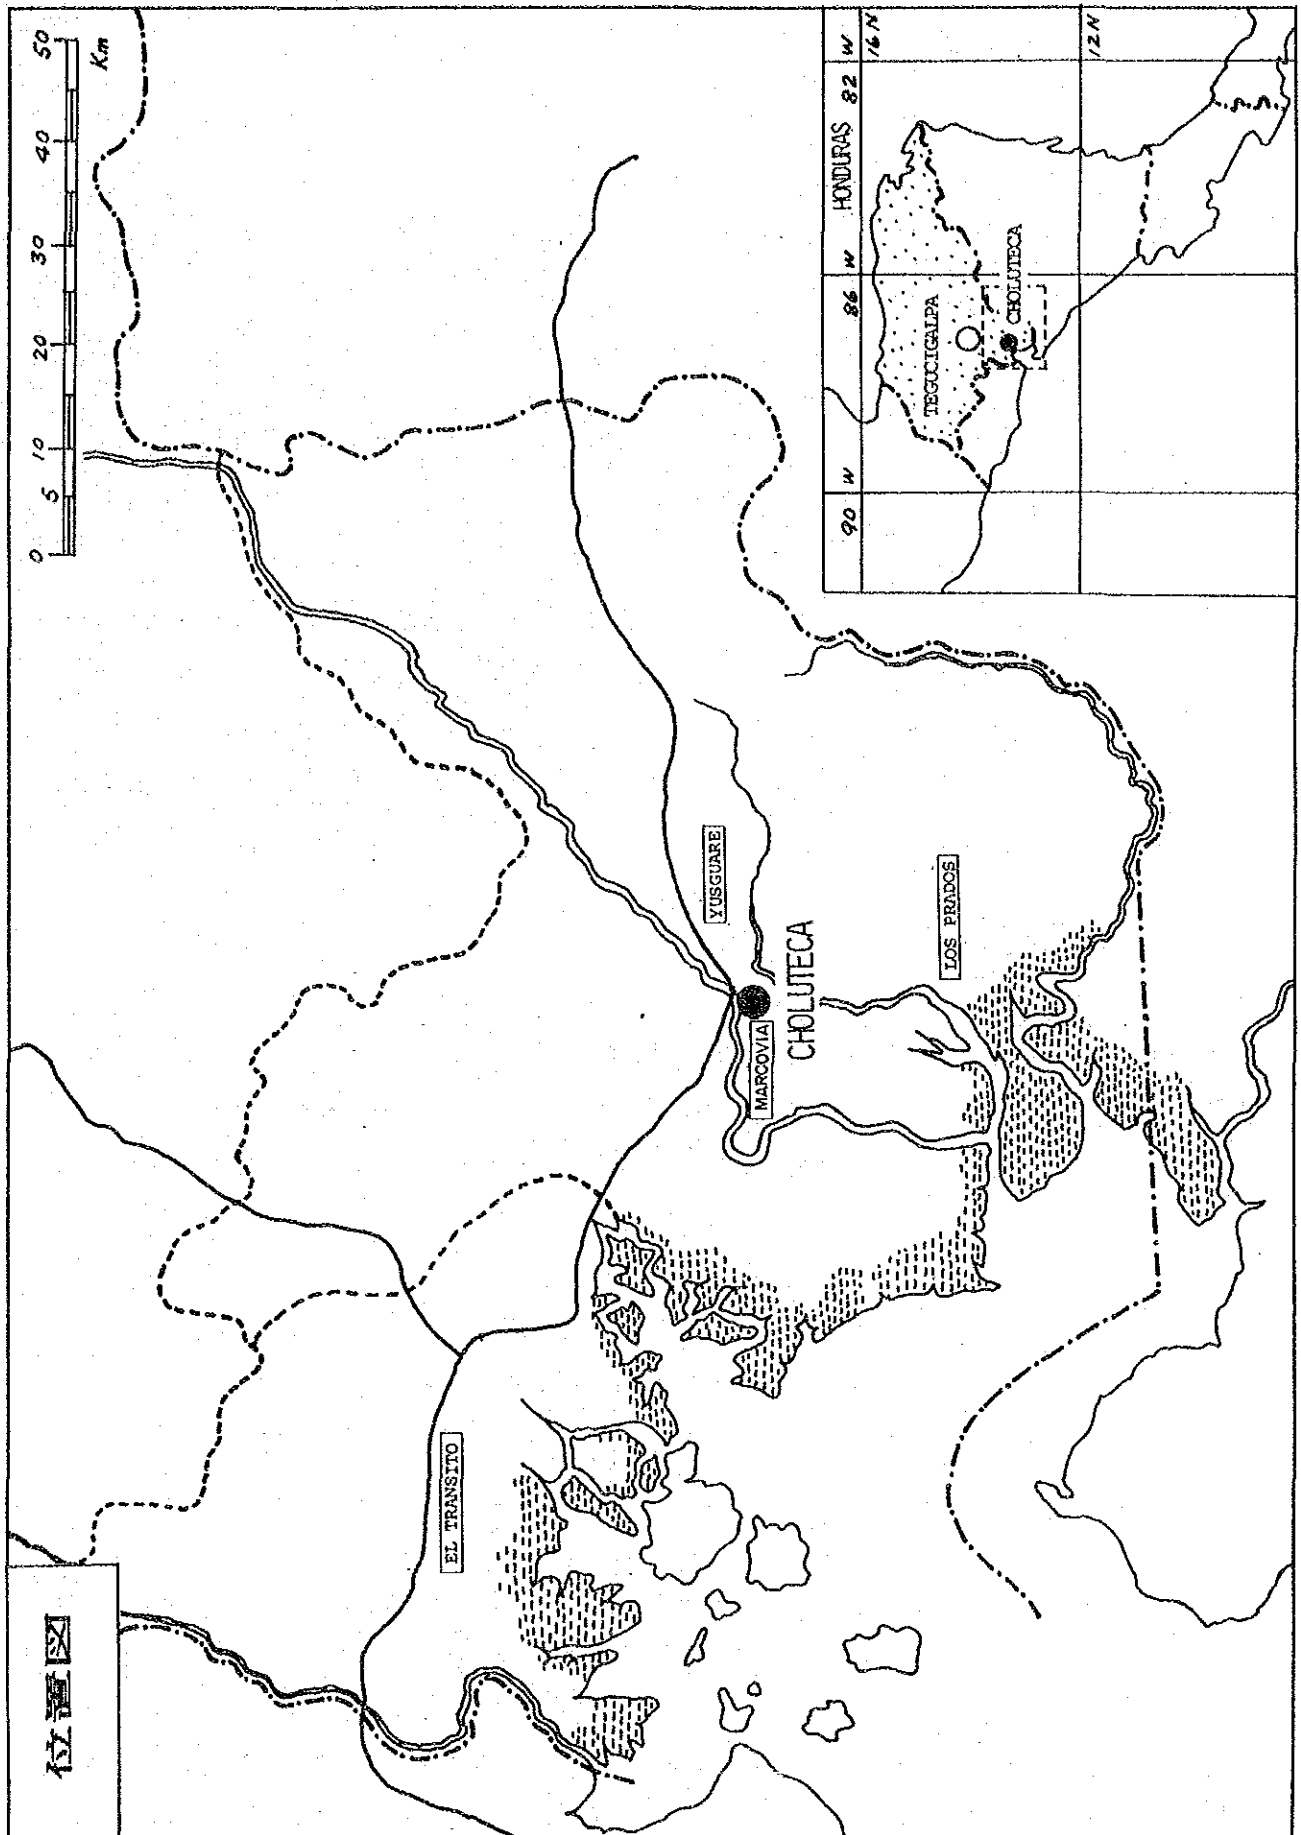 位置図
0 5 10 20 30 40 50
Km
EL TRANSITO
YUSGUARE
MARCOVIA
CHOLUTECA
LOS PRADOS
90 W 86 W HONDURAS 82 W
16 N
TEGUCIGALPA
CHOLUTECA
12 N